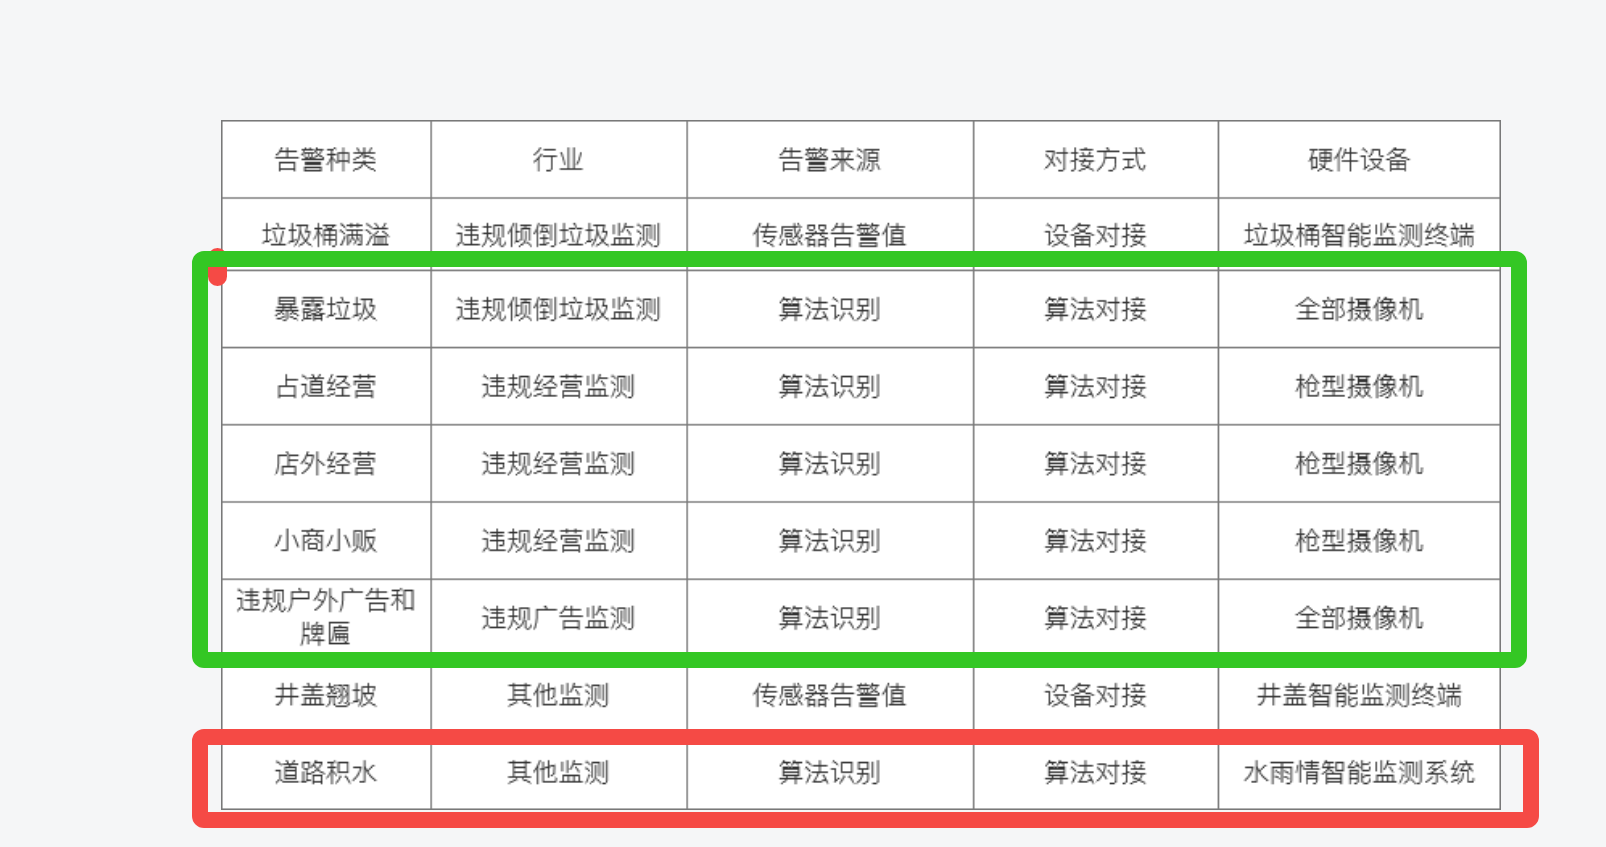 告警种类 行业 告警来源 对接方式 硬件设备
垃圾桶满溢 违规倾倒垃圾监测 传感器告警值 设备对接 垃圾桶智能监测终端
暴露垃圾 违规倾倒垃圾监测 算法识别 算法对接 全部摄像机
占道经营 违规经营监测 算法识别 算法对接 枪型摄像机
店外经营 违规经营监测 算法识别 算法对接 枪型摄像机
小商小贩 违规经营监测 算法识别 算法对接 枪型摄像机
违规户外广告和
牌匾 违规广告监测 算法识别 算法对接 全部摄像机
井盖翘坡 其他监测 传感器告警值 设备对接 井盖智能监测终端
道路积水 其他监测 算法识别 算法对接 水雨情智能监测系统